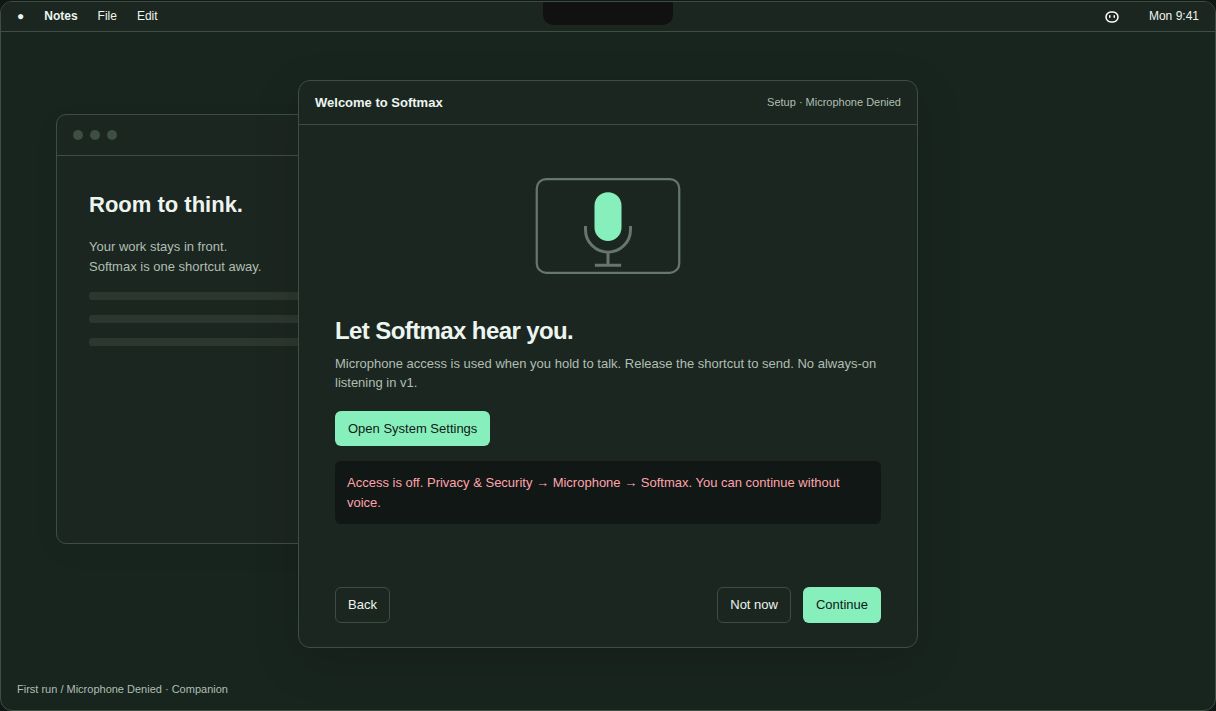 Notes File Edit Mon 9:41
Welcome to Softmax Setup · Microphone Denied
Room to think.
Your work stays in front.
Softmax is one shortcut away.
Let Softmax hear you.
Microphone access is used when you hold to talk. Release the shortcut to send. No always-on
listening in v1.
Open System Settings
Access is off. Privacy & Security → Microphone → Softmax. You can continue without
voice.
Back Not now Continue
First run / Microphone Denied · Companion